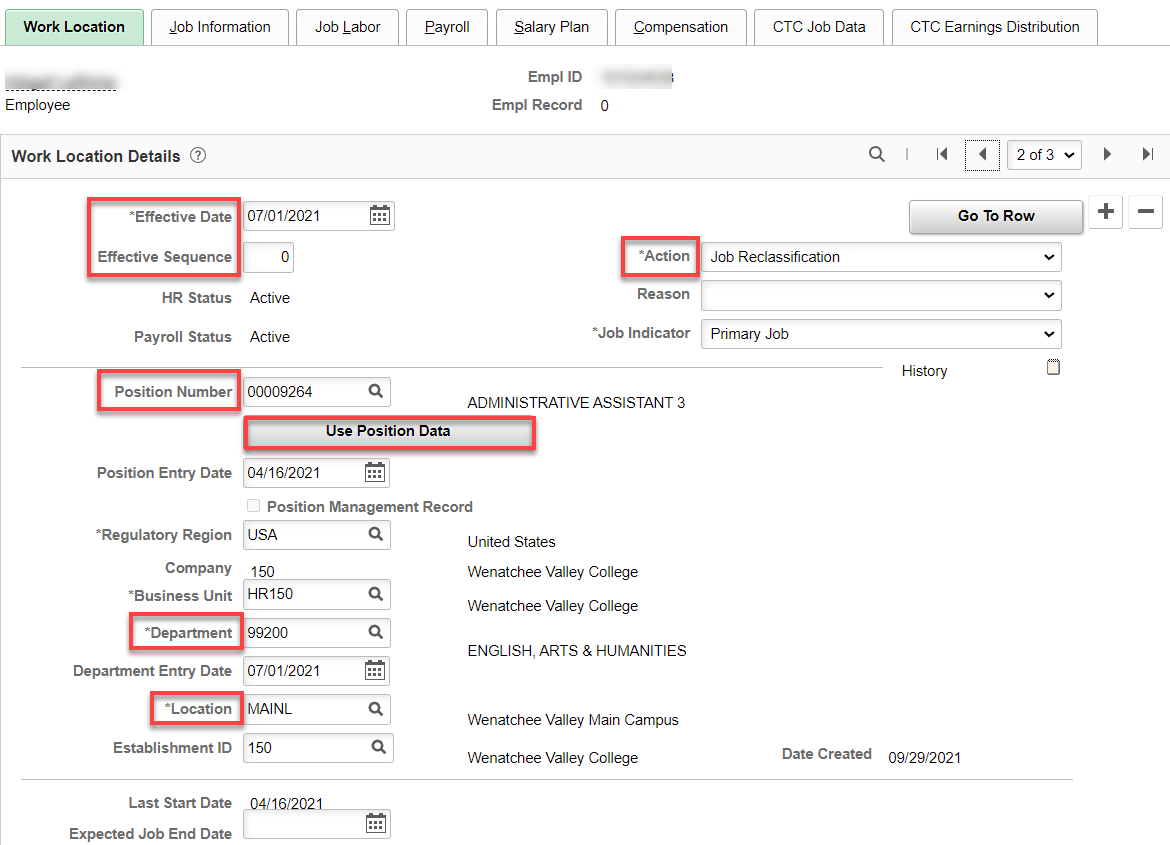 Work Location Job Information Job Labor Payroll Salary Plan Compensation CTC Job Data CTC Earnings Distribution
Empl ID
Employee Empl Record 0
Work Location Details ? 2 of 3
*Effective Date 07/01/2021 Go To Row
Effective Sequence 0 *Action Job Reclassification
HR Status Active Reason
Payroll Status Active *Job Indicator Primary Job
History
Position Number 00009264 ADMINISTRATIVE ASSISTANT 3
Use Position Data
Position Entry Date 04/16/2021
Position Management Record
*Regulatory Region USA United States
Company 150 Wenatchee Valley College
*Business Unit HR150 Wenatchee Valley College
*Department 99200 ENGLISH, ARTS & HUMANITIES
Department Entry Date 07/01/2021
*Location MAINL Wenatchee Valley Main Campus
Establishment ID 150 Wenatchee Valley College Date Created 09/29/2021
Last Start Date 04/16/2021
Expected Job End Date